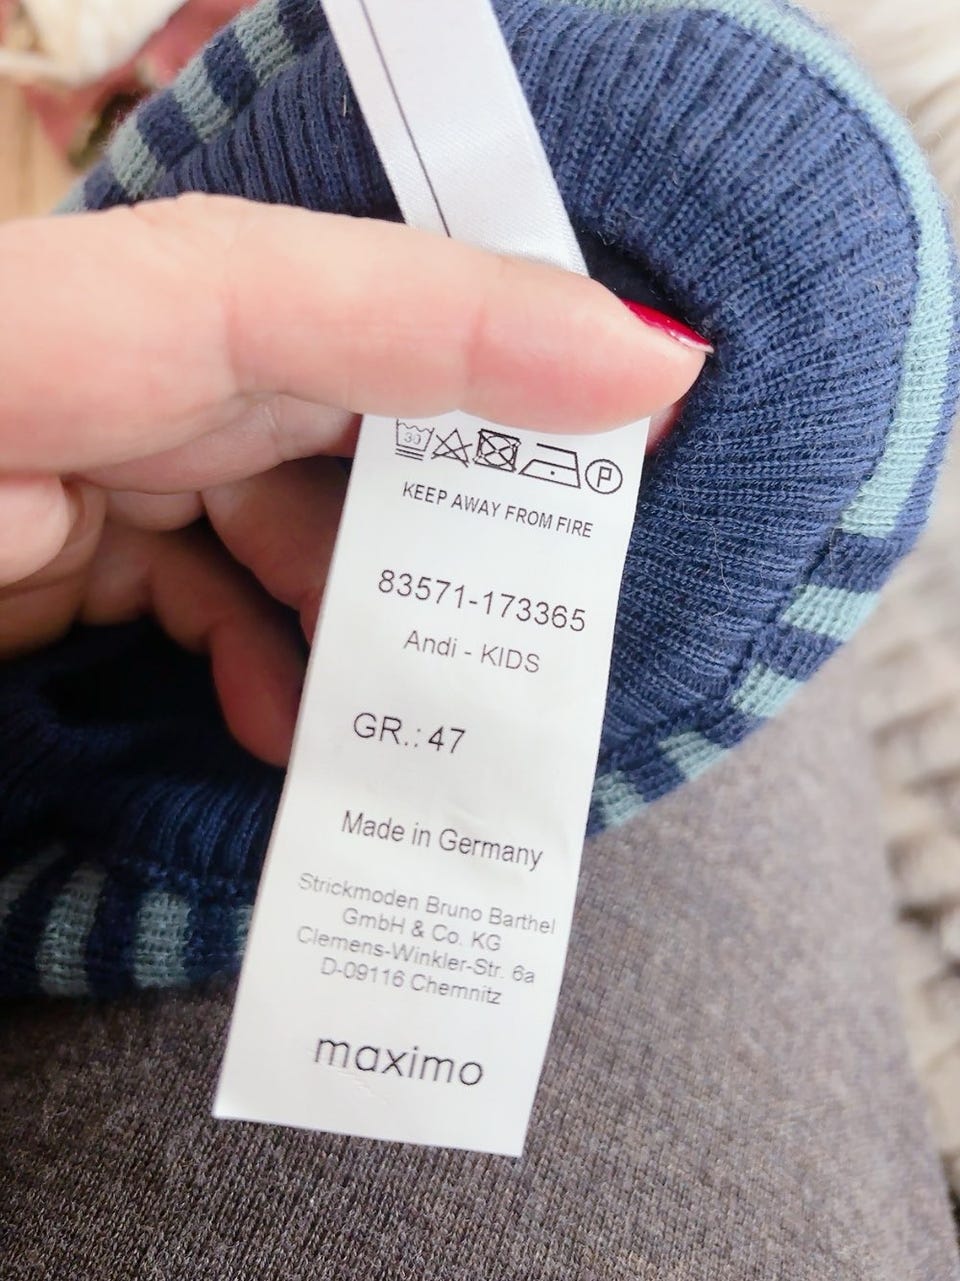 30 P
KEEP AWAY FROM FIRE
83571-173365
Andi - KIDS
GR.: 47
Made in Germany
Strickmoden Bruno Barthel
GmbH & Co. KG
Clemens-Winkler-Str. 6a
D-09116 Chemnitz
maximo